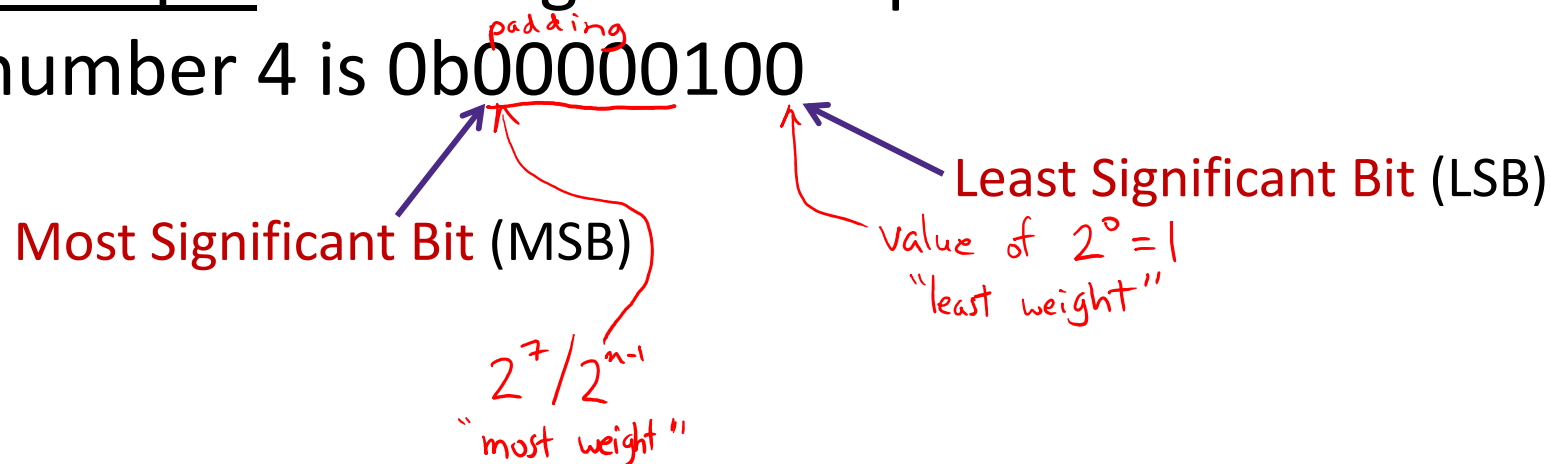 padding
number 4 is 0b00000100
Least Significant Bit (LSB)
Most Significant Bit (MSB)
value of 2⁰ = 1
"least weight"
2⁷/2ⁿ⁻¹
"most weight"